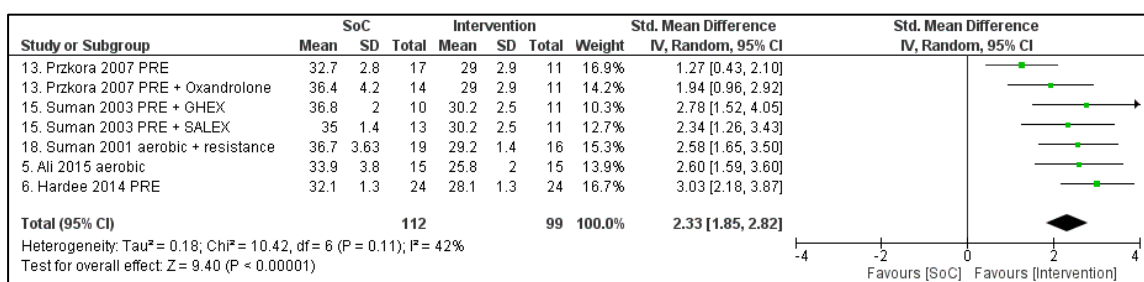 SoC Intervention Std. Mean Difference Std. Mean Difference
Study or Subgroup Mean SD Total Mean SD Total Weight IV, Random, 95% CI IV, Random, 95% CI
13. Przkora 2007 PRE 32.7 2.8 17 29 2.9 11 16.9% 1.27 [0.43, 2.10]
13. Przkora 2007 PRE + Oxandrolone 36.4 4.2 14 29 2.9 11 14.2% 1.94 [0.96, 2.92]
15. Suman 2003 PRE + GHEX 36.8 2 10 30.2 2.5 11 10.3% 2.78 [1.52, 4.05]
15. Suman 2003 PRE + SALEX 35 1.4 13 30.2 2.5 11 12.7% 2.34 [1.26, 3.43]
18. Suman 2001 aerobic + resistance 36.7 3.63 19 29.2 1.4 16 15.2% 2.58 [1.65, 3.50]
5. Ali 2015 aerobic 33.9 3.8 15 25.8 2 15 13.9% 2.60 [1.59, 3.60]
6. Hardee 2014 PRE 32.1 1.3 24 28.1 1.3 24 16.7% 3.03 [2.18, 3.87]
Total (95% CI) 112 99 100.0% 2.33 [1.85, 2.82]
Heterogeneity: Tau² = 0.18; Chi² = 10.42, df = 6 (P = 0.11); I² = 42%
Test for overall effect: Z = 9.40 (P < 0.00001)
-4 -2 0 2 4
Favours [SoC] Favours [Intervention]